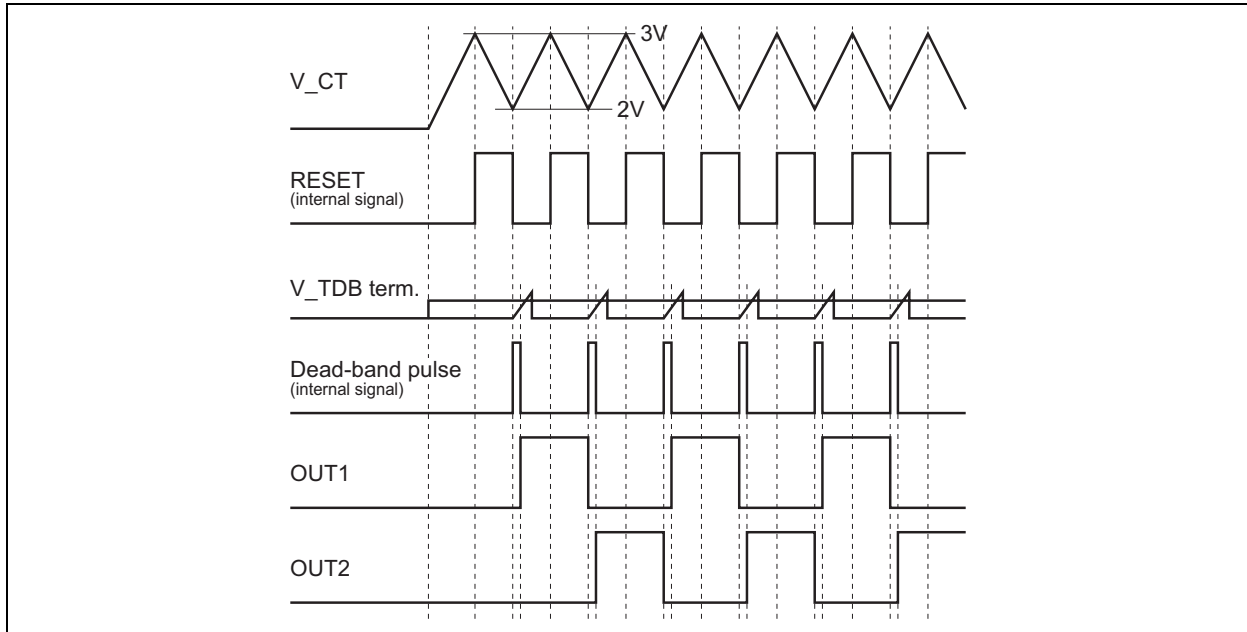 3V
V_CT
2V
RESET
(internal signal)
V_TDB term.
Dead-band pulse
(internal signal)
OUT1
OUT2